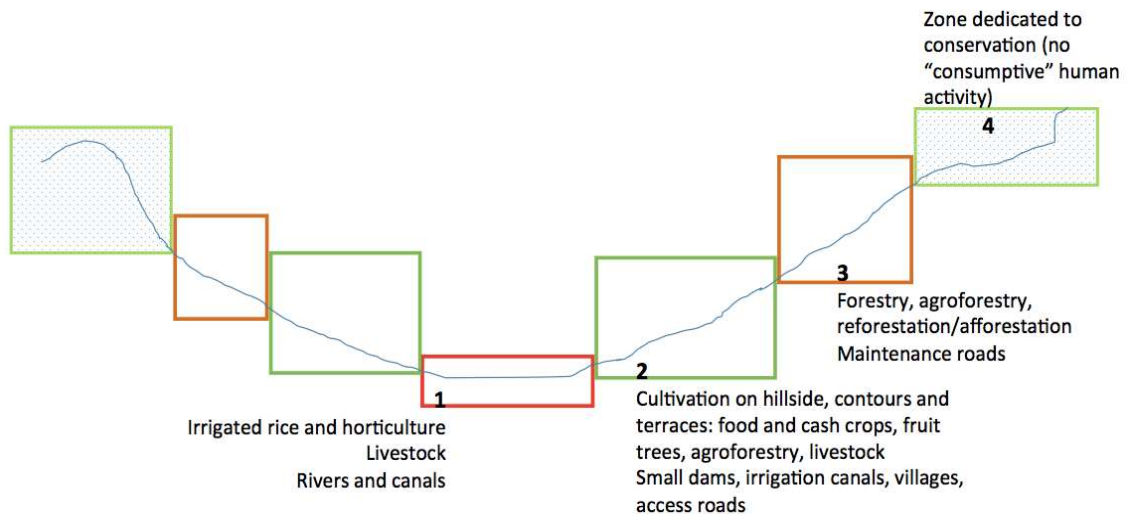 Zone dedicated to
conservation (no
“consumptive” human
activity)
4
3
Forestry, agroforestry,
reforestation/afforestation
Maintenance roads
2
Cultivation on hillside, contours and
terraces: food and cash crops, fruit
trees, agroforestry, livestock
Small dams, irrigation canals, villages,
access roads
1
Irrigated rice and horticulture
Livestock
Rivers and canals